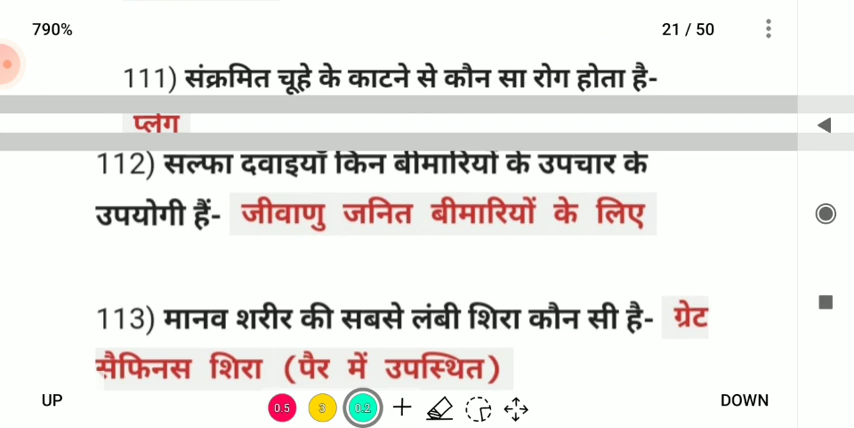 790%
21 / 50
111) संक्रमित चूहे के काटने से कौन सा रोग होता है-
प्लेग
112) सल्फा दवाइयाँ किन बीमारियों के उपचार के
उपयोगी हैं- जीवाणु जनित बीमारियों के लिए
113) मानव शरीर की सबसे लंबी शिरा कौन सी है- ग्रेट
सैफिनस शिरा (पैर में उपस्थित)
UP
0.5
3
0.2
DOWN